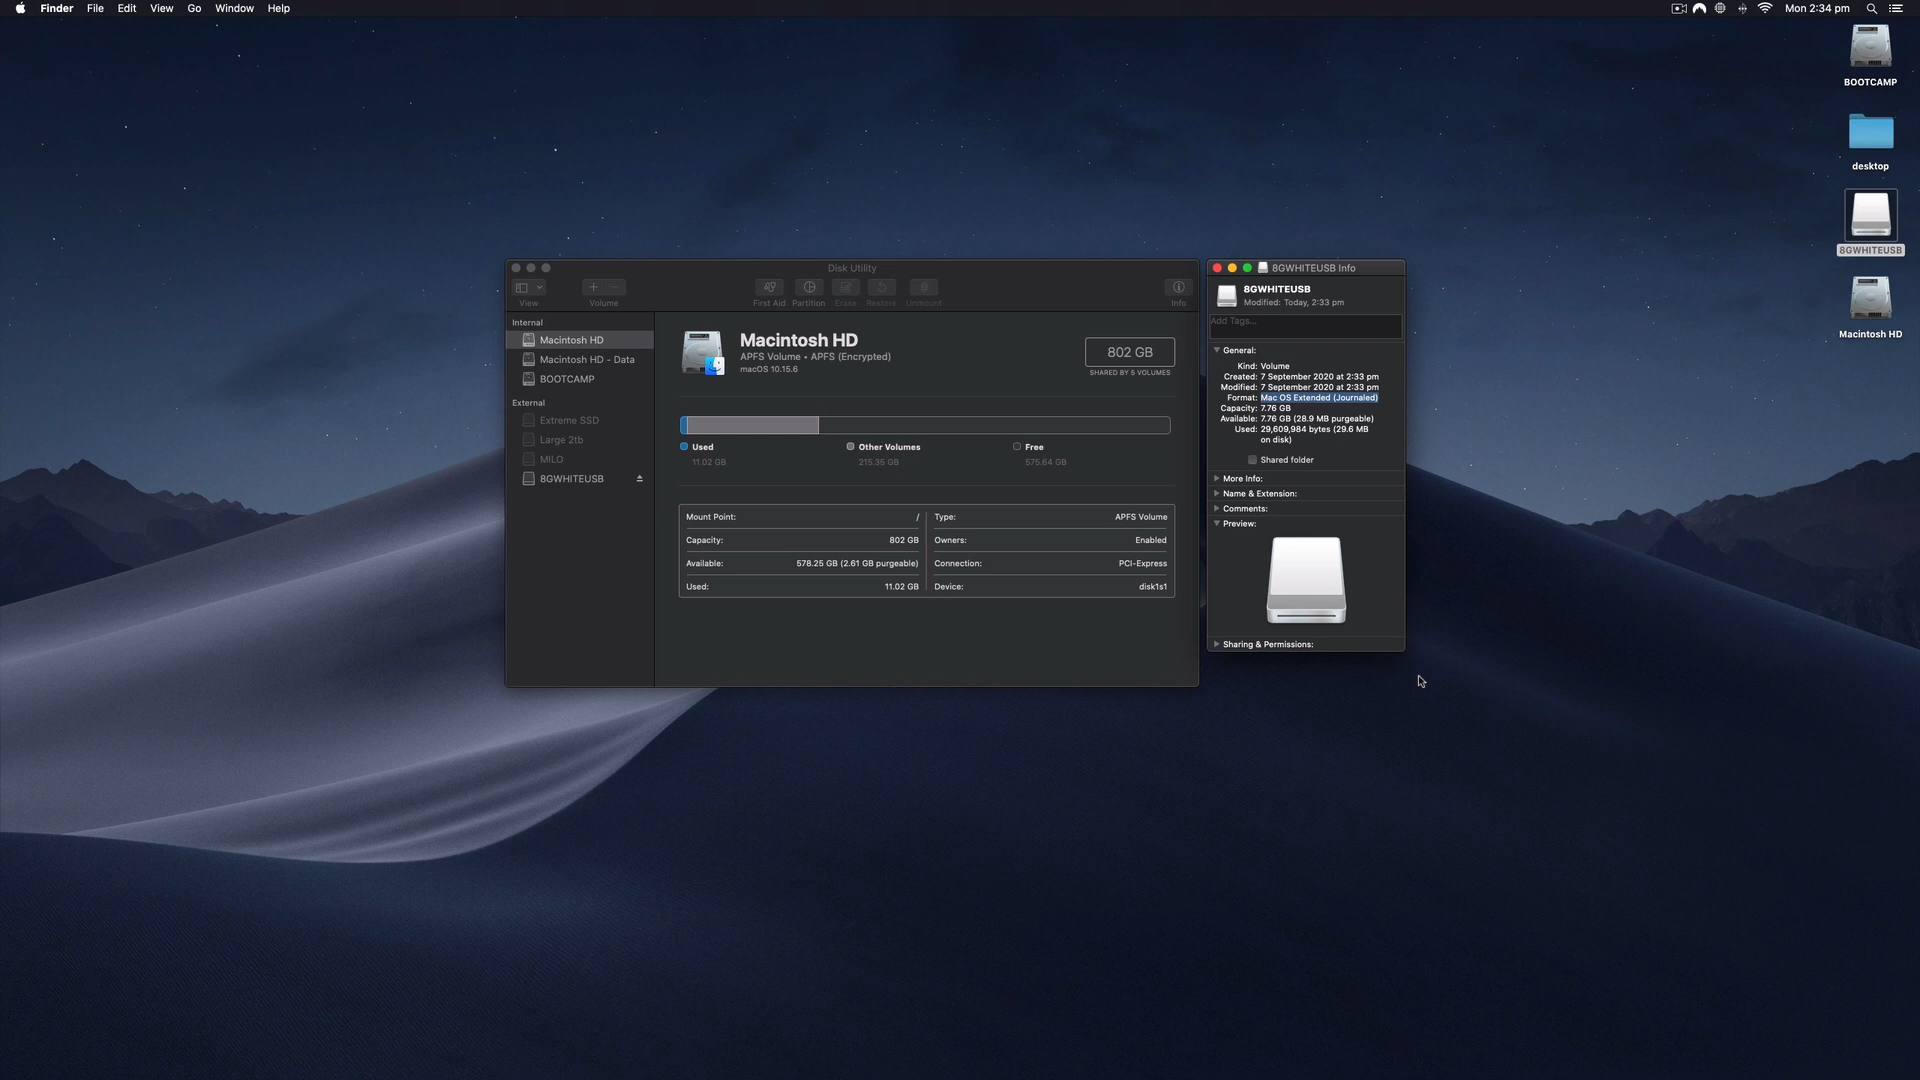 Finder File Edit View Go Window Help
Mon 2:34 pm
BOOTCAMP
desktop
8GWHITEUSB
Macintosh HD
Disk Utility
View
Volume
First Aid Partition Erase Restore Unmount
Info
Internal
Macintosh HD
Macintosh HD - Data
BOOTCAMP
External
Extreme SSD
Large 2tb
MILO
8GWHITEUSB
Macintosh HD
APFS Volume • APFS (Encrypted)
macOS 10.15.6
802 GB
SHARED BY 5 VOLUMES
Used
11.02 GB
Other Volumes
215.35 GB
Free
575.64 GB
Mount Point: /
Capacity: 802 GB
Available: 578.25 GB (2.61 GB purgeable)
Used: 11.02 GB
Type: APFS Volume
Owners: Enabled
Connection: PCI-Express
Device: disk1s1
8GWHITEUSB Info
8GWHITEUSB
Modified: Today, 2:33 pm
Add Tags...
General:
Kind: Volume
Created: 7 September 2020 at 2:33 pm
Modified: 7 September 2020 at 2:33 pm
Format: Mac OS Extended (Journaled)
Capacity: 7.76 GB
Available: 7.76 GB (28.9 MB purgeable)
Used: 29,609,984 bytes (29.6 MB
on disk)
Shared folder
More Info:
Name & Extension:
Comments:
Preview:
Sharing & Permissions: